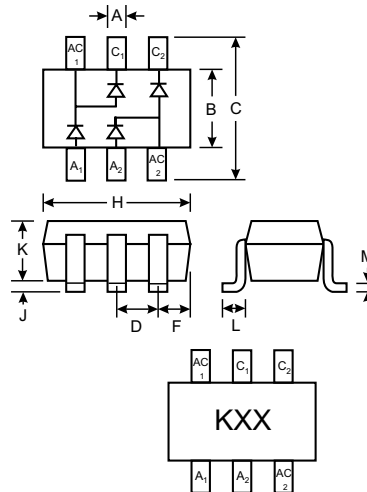 A
AC1 C1 C2
B C
A1 A2 AC2
H
K
M
J
D F L
AC1 C1 C2
KXX
A1 A2 AC2